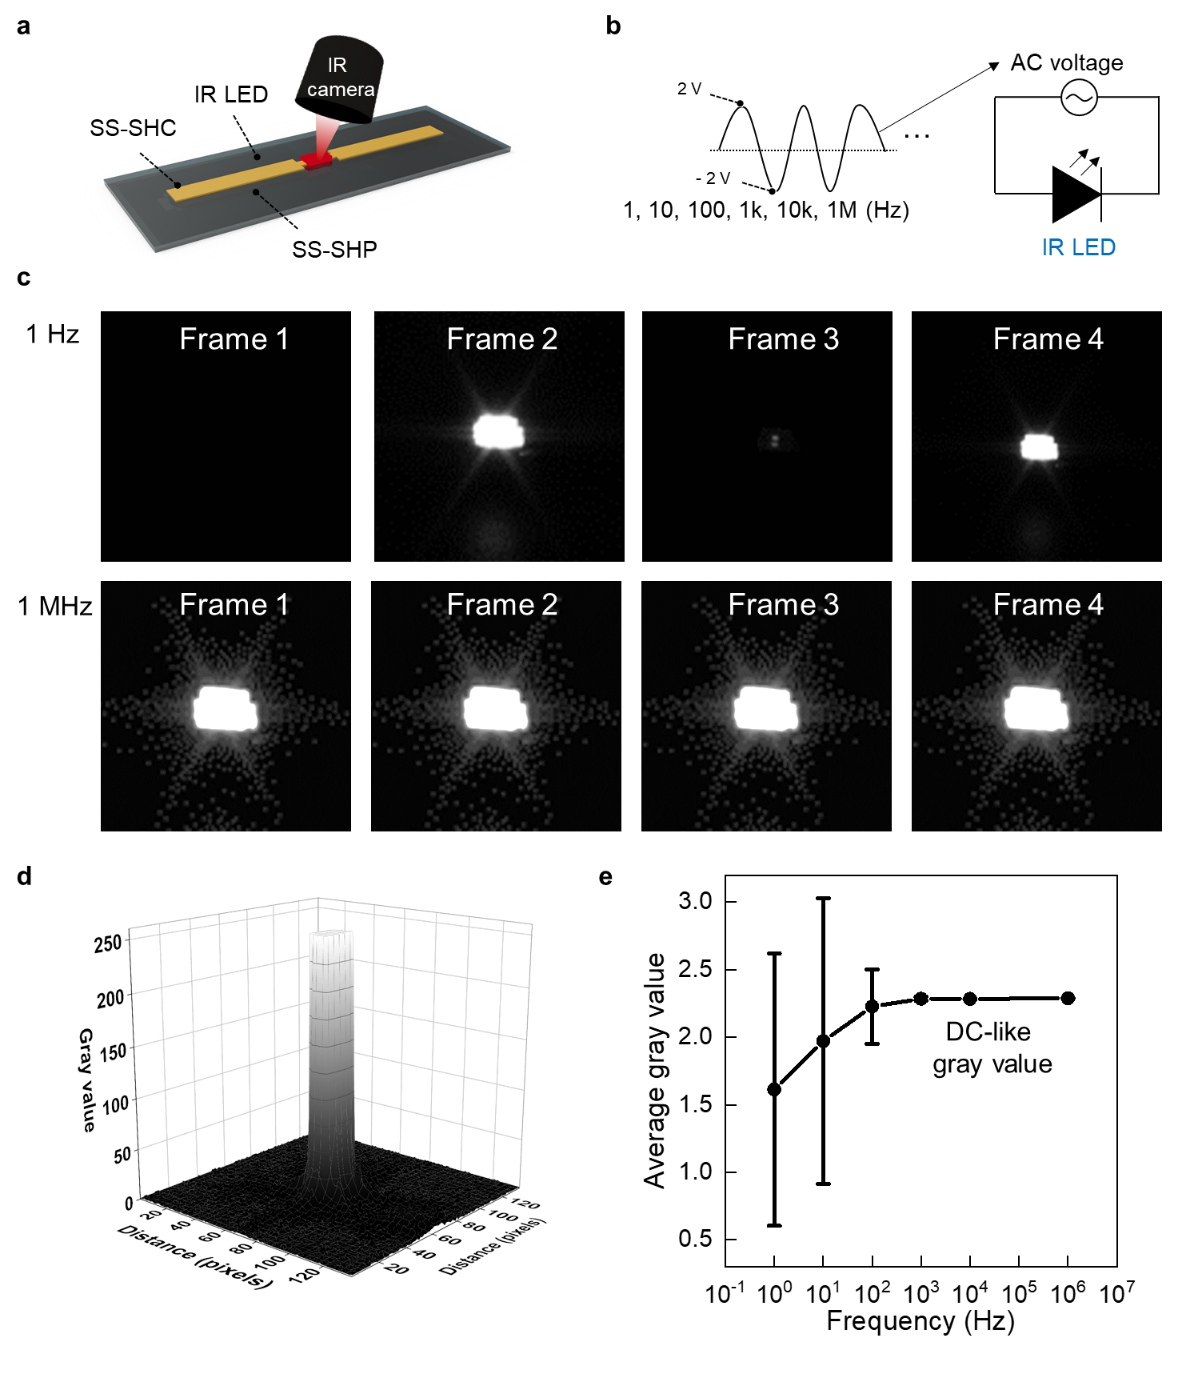 a
IR
camera
IR LED
SS-SHC
SS-SHP
b
2 V
- 2 V
AC voltage
...
1, 10, 100, 1k, 10k, 1M (Hz)
IR LED
c
1 Hz
Frame 1
Frame 2
Frame 3
Frame 4
1 MHz
Frame 1
Frame 2
Frame 3
Frame 4
d
250
200
150
100
50
0
Gray value
20
40
60
80
100
120
Distance (pixels)
20
40
60
80
100
120
Distance (pixels)
e
3.0
2.5
2.0
1.5
1.0
0.5
Average gray value
DC-like
gray value
10⁻¹ 10⁰ 10¹ 10² 10³ 10⁴ 10⁵ 10⁶ 10⁷
Frequency (Hz)